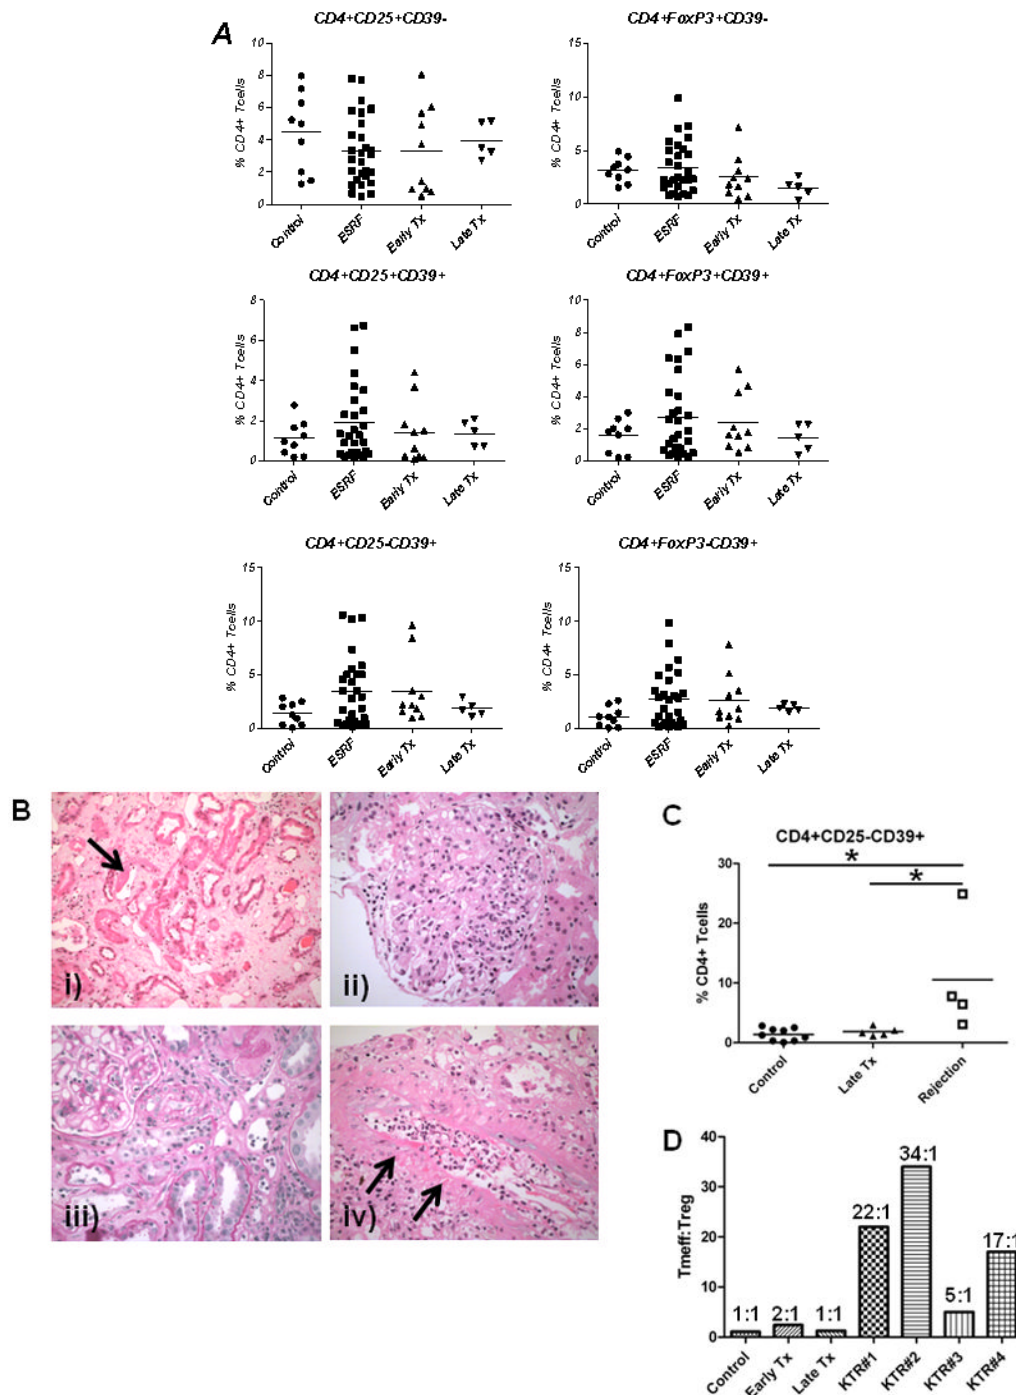 A
CD4+CD25+CD39-
% CD4+ Tcells
10
8
6
4
2
0
Control
ESRF
Early Tx
Late Tx
CD4+FoxP3+CD39-
% CD4+ Tcells
15
10
5
0
Control
ESRF
Early Tx
Late Tx
CD4+CD25+CD39+
% CD4+ Tcells
8
6
4
2
0
Control
ESRF
Early Tx
Late Tx
CD4+FoxP3+CD39+
% CD4+ Tcells
10
8
6
4
2
0
Control
ESRF
Early Tx
Late Tx
CD4+CD25-CD39+
% CD4+ Tcells
15
10
5
0
Control
ESRF
Early Tx
Late Tx
CD4+FoxP3-CD39+
% CD4+ Tcells
15
10
5
0
Control
ESRF
Early Tx
Late Tx
B
i)
ii)
iii)
iv)
C
CD4+CD25-CD39+
% CD4+ Tcells
30
20
10
0
*
*
Control
Late Tx
Rejection
D
Tmeff:Treg
40
30
20
10
0
1:1
2:1
1:1
22:1
34:1
5:1
17:1
Control
Early Tx
Late Tx
KTR#1
KTR#2
KTR#3
KTR#4